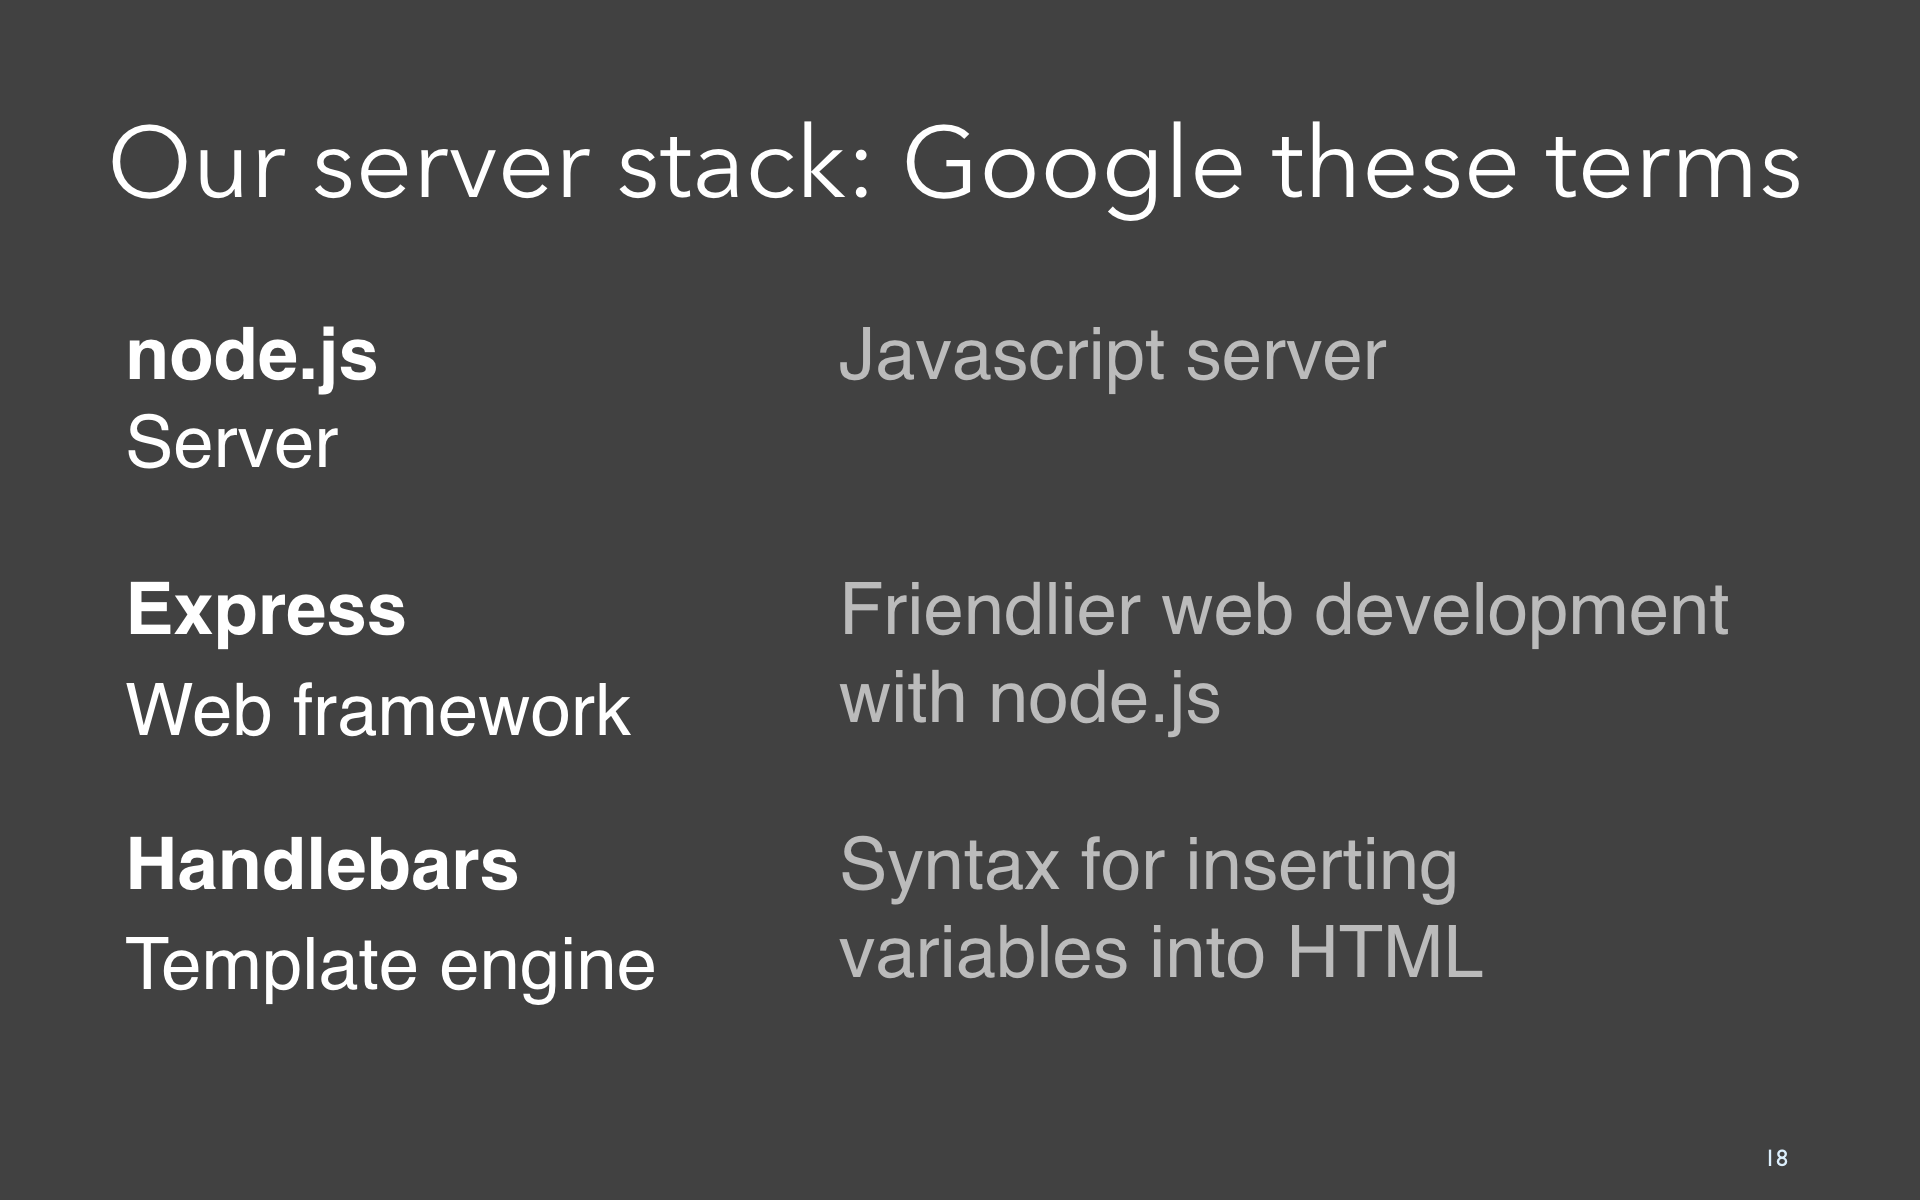 Our server stack: Google these terms
node.js
Server
Javascript server
Express
Web framework
Friendlier web development
with node.js
Handlebars
Template engine
Syntax for inserting
variables into HTML
18